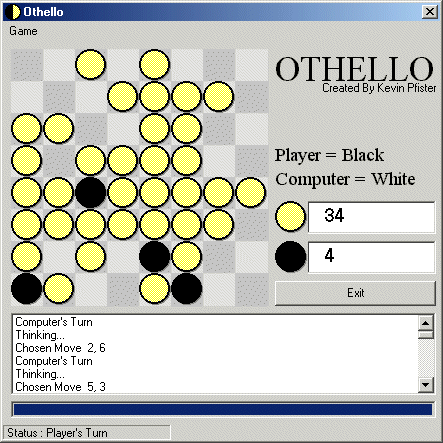 Othello
Game
OTHELLO
Created By Kevin Pfister
Player = Black
Computer = White
34
4
Exit
Computer's Turn
Thinking...
Chosen Move 2, 6
Computer's Turn
Thinking...
Chosen Move 5, 3
Status : Player's Turn